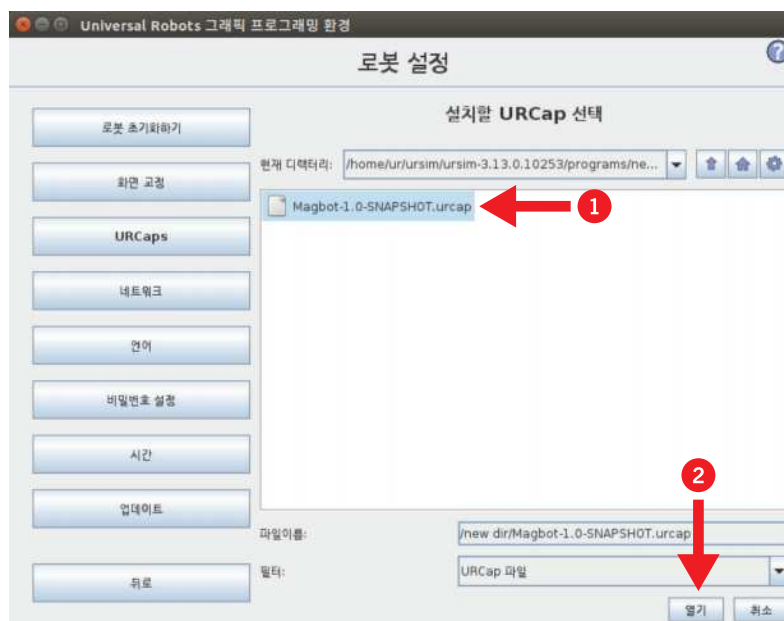 Universal Robots 그래픽 프로그래밍 환경
로봇 설정
?
로봇 초기화하기
화면 교정
URCaps
네트워크
언어
비밀번호 설정
시간
업데이트
뒤로
설치할 URCap 선택
현재 디렉터리: /home/ur/ursim/ursim-3.13.0.10253/programs/ne...
Magbot-1.0-SNAPSHOT.urcap
1
2
파일이름: /new dir/Magbot-1.0-SNAPSHOT.urcap
필터: URCap 파일
열기 취소